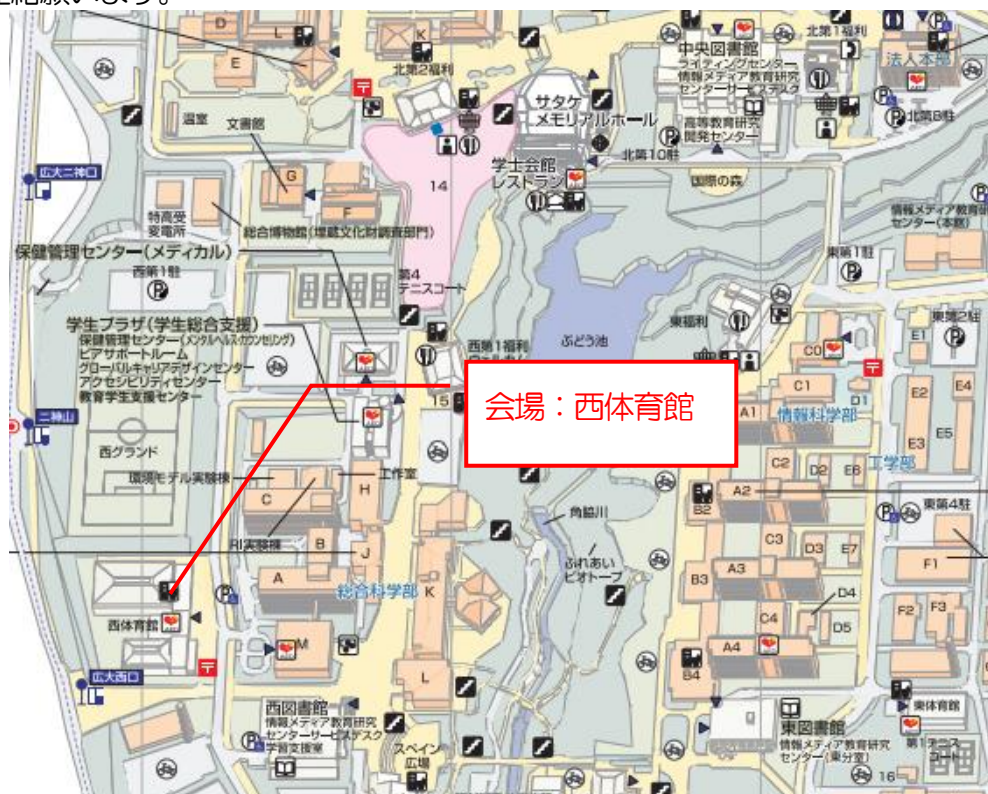 D
L
K
E
北第2福利
温室
文書館
サタケ
メモリアルホール
中央図書館
ライティングセンター
情報メディア教育研究
センターサービスデスク
高等教育研究
開発センター
北第1福利
法人本部
北第8駐
北第10駐
広大二神口
G
F
14
学士会館
レストラン
国際の森
特高受
変電所
総合博物館(埋蔵文化財調査部門)
情報メディア教育研
センター(本館)
保健管理センター(メディカル)
西第1駐
第4
テニスコート
東第1駐
学生プラザ(学生総合支援)
保健管理センター(メンタルヘルス・カウンセリング)
ピアサポートルーム
グローバルキャリアデザインセンター
アクセシビリティセンター
教育学生支援センター
西第1福利
ぶどう池
東福利
東第2駐
E1
C0
C1
D1
E2
E4
15
会場：西体育館
A1
情報科学部
E3
E5
二神山
西グランド
環境モデル実験棟
工作室
C
H
C2
D2
E6
工学部
A2
B2
角脇川
東第4駐
RI実験棟
B
J
ふれあい
ビオトープ
C3
D3
E7
F1
A
総合科学部
K
B3
A3
D4
西体育館
M
C4
D5
F2
F3
A4
B4
広大西口
L
西図書館
情報メディア教育研究
センターサービスデスク
学習支援室
スペイン
広場
東図書館
情報メディア教育研究
センター(東分室)
東体育館
第1テニス
コート
16